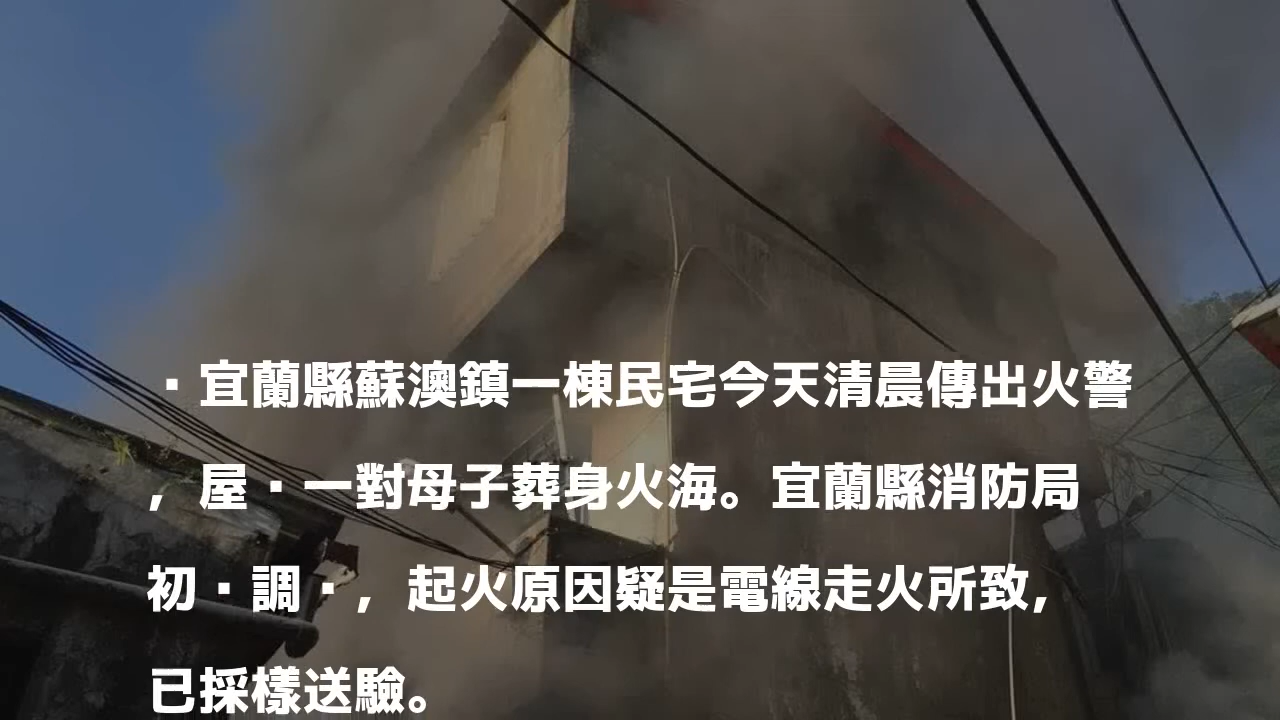 ·宜蘭縣蘇澳鎮一棟民宅今天清晨傳出火警
，屋·一對母子葬身火海。宜蘭縣消防局
初·調·，起火原因疑是電線走火所致，
已採樣送驗。